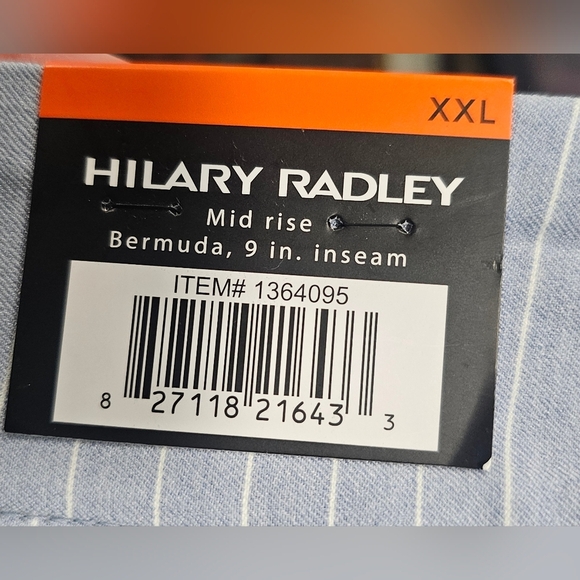 XXL
HILARY RADLEY
Mid rise
Bermuda, 9 in. inseam
ITEM# 1364095
8 27118 21643 3